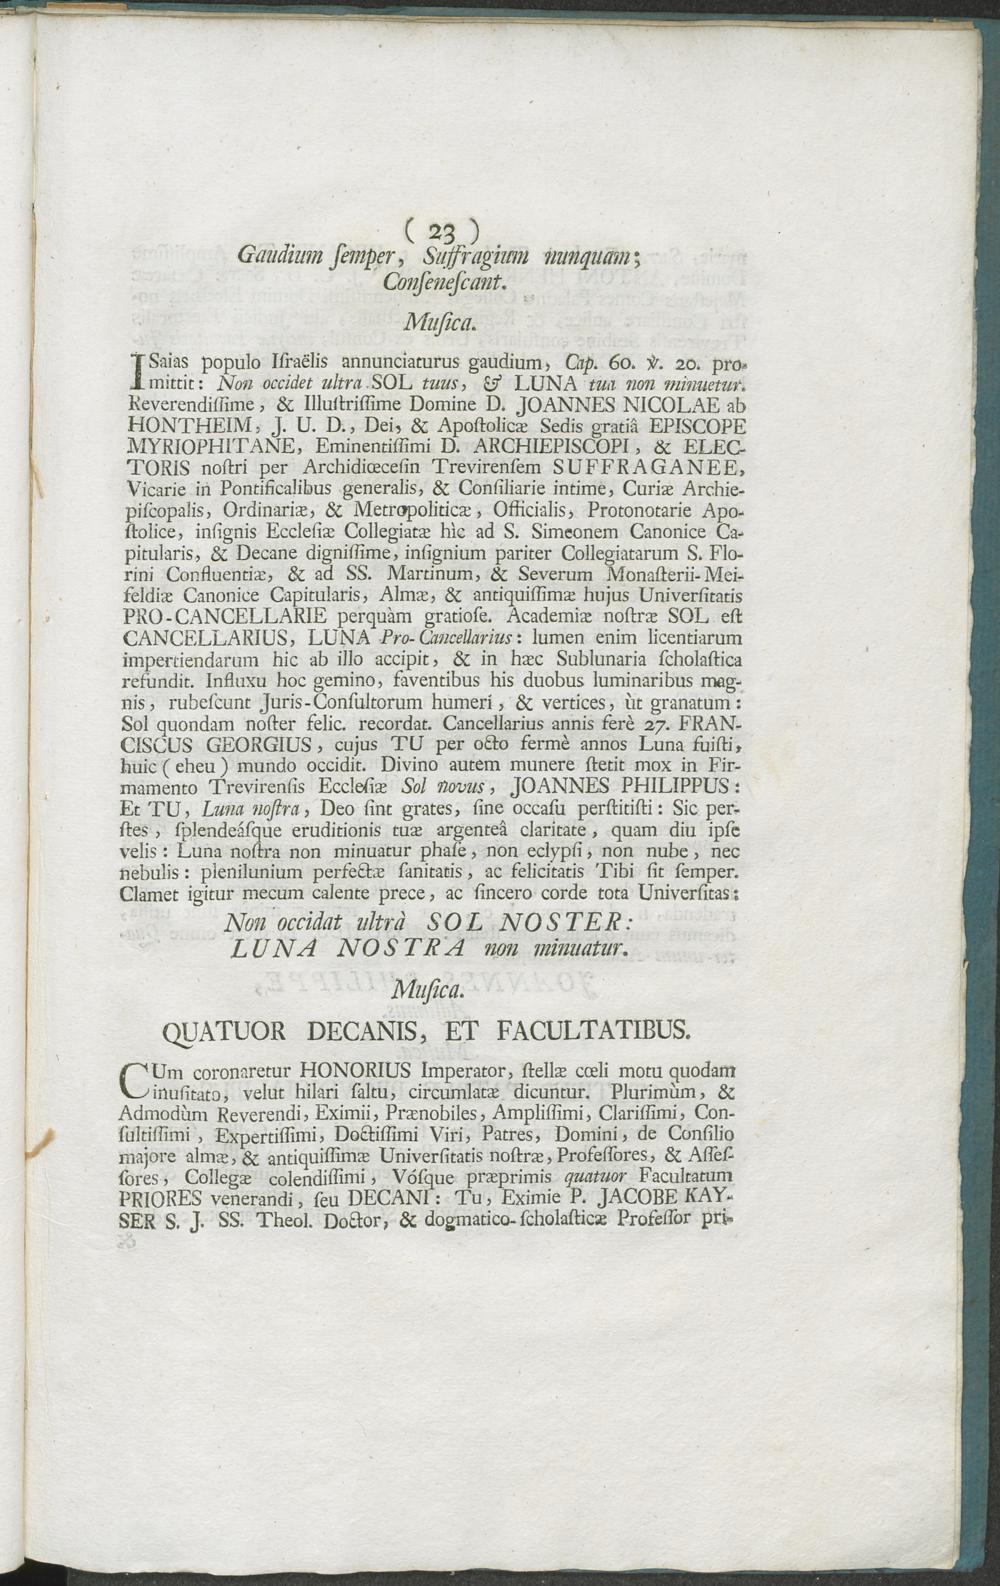 ( 23 )
Gaudium ſemper, Suffragium nunquam;
Conſeneſcant.
Muſica.
ISaias populo Iſraëlis annunciaturus gaudium, Cap. 60. ℣. 20. pro-
mittit: Non occidet ultra SOL tuus, & LUNA tua non minuetur.
Reverendiſſime, & Illuſtriſſime Domine D. JOANNES NICOLAE ab
HONTHEIM, J. U. D., Dei, & Apoſtolicæ Sedis gratiâ EPISCOPE
MYRIOPHITANE, Eminentiſſimi D. ARCHIEPISCOPI, & ELEC-
TORIS noſtri per Archidiœceſin Trevirenſem SUFFRAGANEE,
Vicarie in Pontificalibus generalis, & Conſiliarie intime, Curiæ Archie-
piſcopalis, Ordinariæ, & Metropoliticæ, Officialis, Protonotarie Apo-
ſtolice, inſignis Eccleſiæ Collegiatæ hìc ad S. Simeonem Canonice Ca-
pitularis, & Decane digniſſime, inſignium pariter Collegiatarum S. Flo-
rini Confluentiæ, & ad SS. Martinum, & Severum Monaſterii-Mei-
feldiæ Canonice Capitularis, Almæ, & antiquiſſimæ hujus Univerſitatis
PRO-CANCELLARIE perquàm gratioſe. Academiæ noſtræ SOL eſt
CANCELLARIUS, LUNA Pro-Cancellarius: lumen enim licentiarum
impertiendarum hic ab illo accipit, & in hæc Sublunaria ſcholaſtica
refundit. Influxu hoc gemino, faventibus his duobus luminaribus mag-
nis, rubeſcunt Juris-Conſultorum humeri, & vertices, ùt granatum:
Sol quondam noſter felic. recordat. Cancellarius annis ferè 27. FRAN-
CISCUS GEORGIUS, cujus TU per octo fermè annos Luna fuiſti,
huic ( eheu ) mundo occidit. Divino autem munere ſtetit mox in Fir-
mamento Trevirenſis Eccleſiæ Sol novus, JOANNES PHILIPPUS:
Et TU, Luna noſtra, Deo ſint grates, ſine occaſu perſtitiſti: Sic per-
ſtes, ſplendeáſque eruditionis tuæ argenteâ claritate, quam diu ipſe
velis: Luna noſtra non minuatur phaſe, non eclypſi, non nube, nec
nebulis: plenilunium perfectæ ſanitatis, ac felicitatis Tibi ſit ſemper.
Clamet igitur mecum calente prece, ac ſincero corde tota Univerſitas:
Non occidat ultrà SOL NOSTER:
LUNA NOSTRA non minuatur.
Muſica.
QUATUOR DECANIS, ET FACULTATIBUS.
CUm coronaretur HONORIUS Imperator, ſtellæ cœli motu quodam
inuſitato, velut hilari ſaltu, circumlatæ dicuntur. Plurimùm, &
Admodùm Reverendi, Eximii, Prænobiles, Ampliſſimi, Clariſſimi, Con-
ſultiſſimi, Expertiſſimi, Doctiſſimi Viri, Patres, Domini, de Conſilio
majore almæ, & antiquiſſimæ Univerſitatis noſtræ, Profeſſores, & Aſſeſ-
ſores, Collegæ colendiſſimi, Vóſque præprimis quatuor Facultatum
PRIORES venerandi, ſeu DECANI: Tu, Eximie P. JACOBE KAY-
SER S. J. SS. Theol. Doctor, & dogmatico-ſcholaſticæ Profeſſor pri-